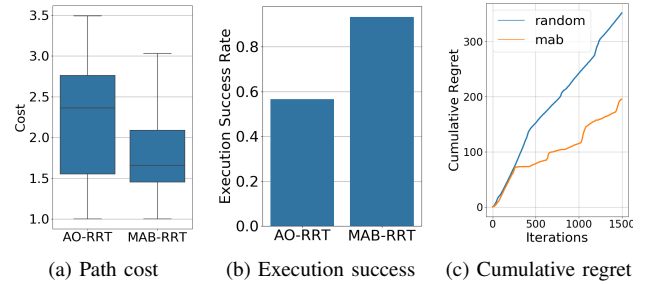 3.5
3.0
2.5
2.0
1.5
1.0
Cost
AO-RRT MAB-RRT
(a) Path cost
0.8
0.6
0.4
0.2
0.0
Execution Success Rate
AO-RRT MAB-RRT
(b) Execution success
300
200
100
0
Cumulative Regret
random
mab
0 500 1000 1500
Iterations
(c) Cumulative regret